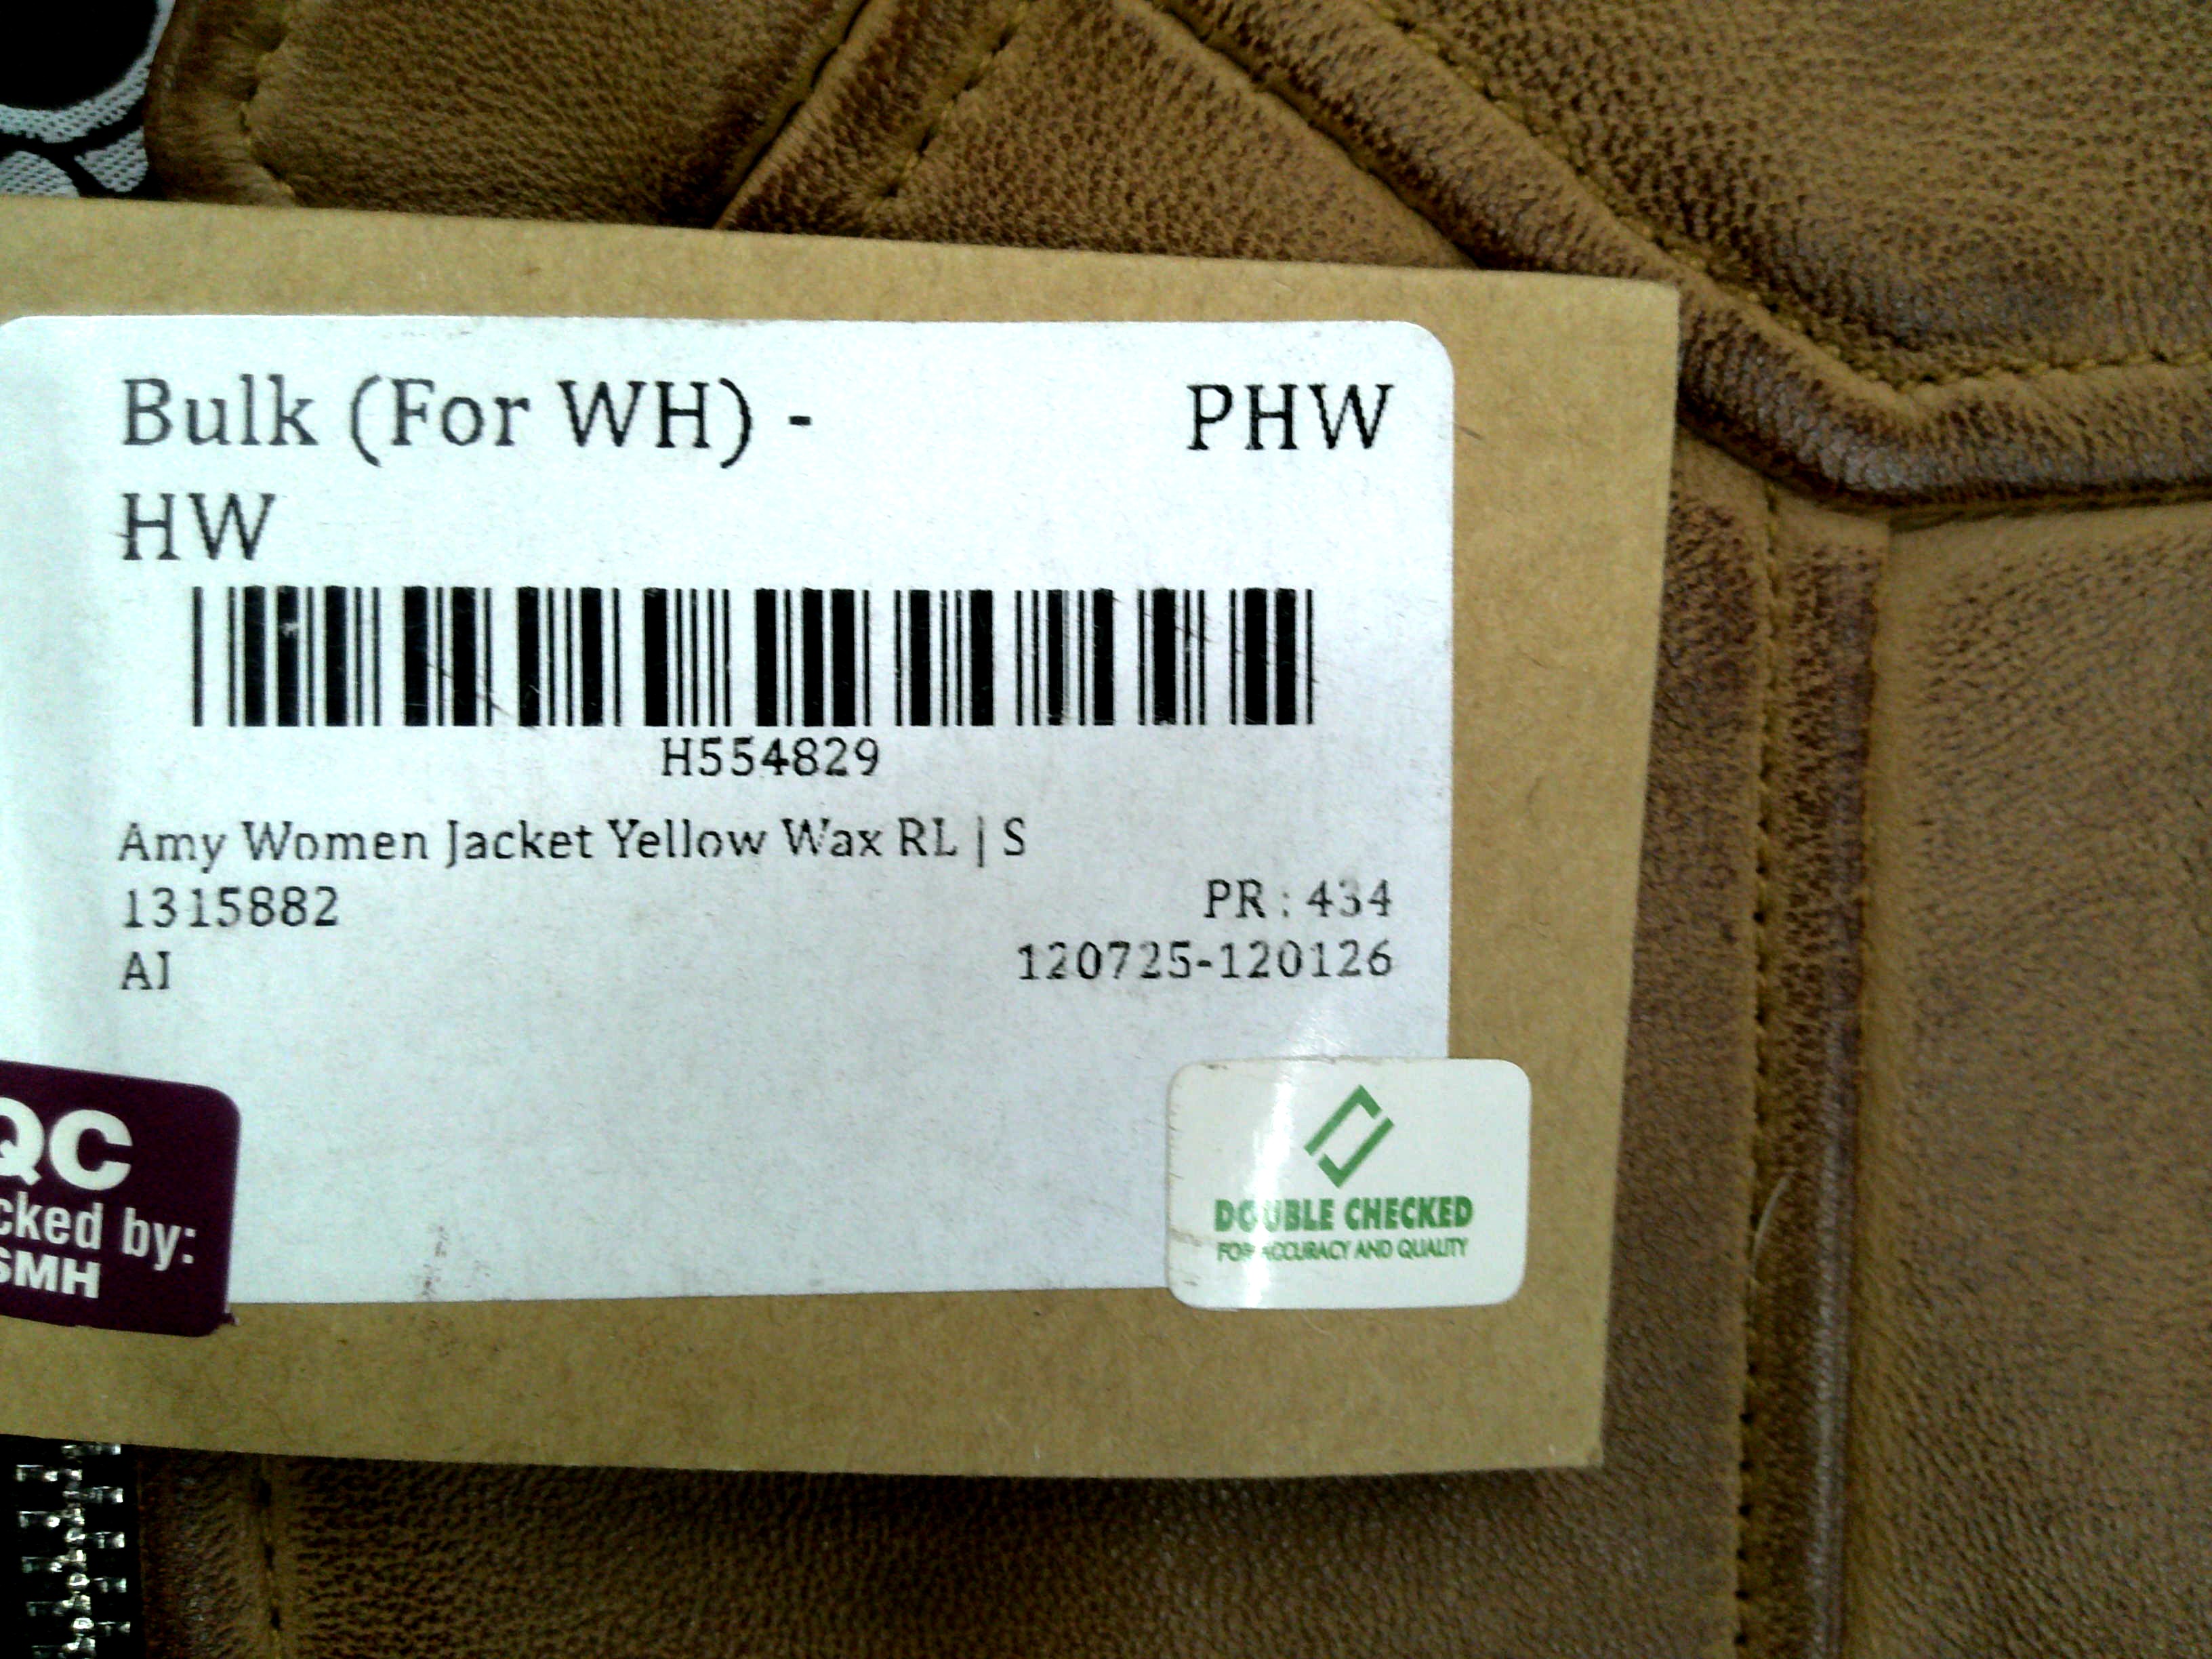 Bulk (For WH) - PHW
HW
H554829
Amy Women Jacket Yellow Wax RL | S
1315882 PR : 434
AI 120725-120126
QC
cked by:
SMH
DOUBLE CHECKED
FOR ACCURACY AND QUALITY